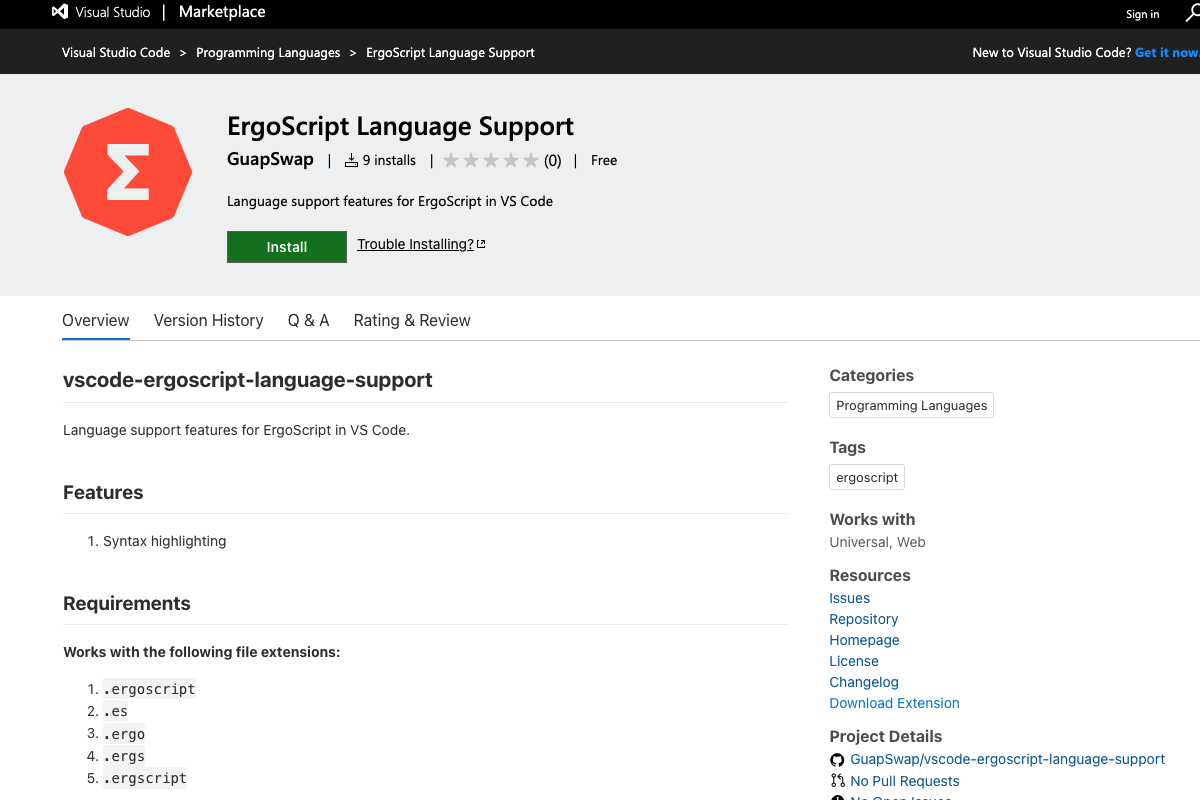 Visual Studio | Marketplace
Sign in
Visual Studio Code > Programming Languages > ErgoScript Language Support
New to Visual Studio Code? Get it now.
Σ
ErgoScript Language Support
GuapSwap | 9 installs | (0) | Free
Language support features for ErgoScript in VS Code
Install
Trouble Installing?
Overview
Version History
Q & A
Rating & Review
vscode-ergoscript-language-support
Language support features for ErgoScript in VS Code.
Features
1. Syntax highlighting
Requirements
Works with the following file extensions:
1. .ergoscript
2. .es
3. .ergo
4. .ergs
5. .ergscript
Categories
Programming Languages
Tags
ergoscript
Works with
Universal, Web
Resources
Issues
Repository
Homepage
License
Changelog
Download Extension
Project Details
GuapSwap/vscode-ergoscript-language-support
No Pull Requests
No Open Issues